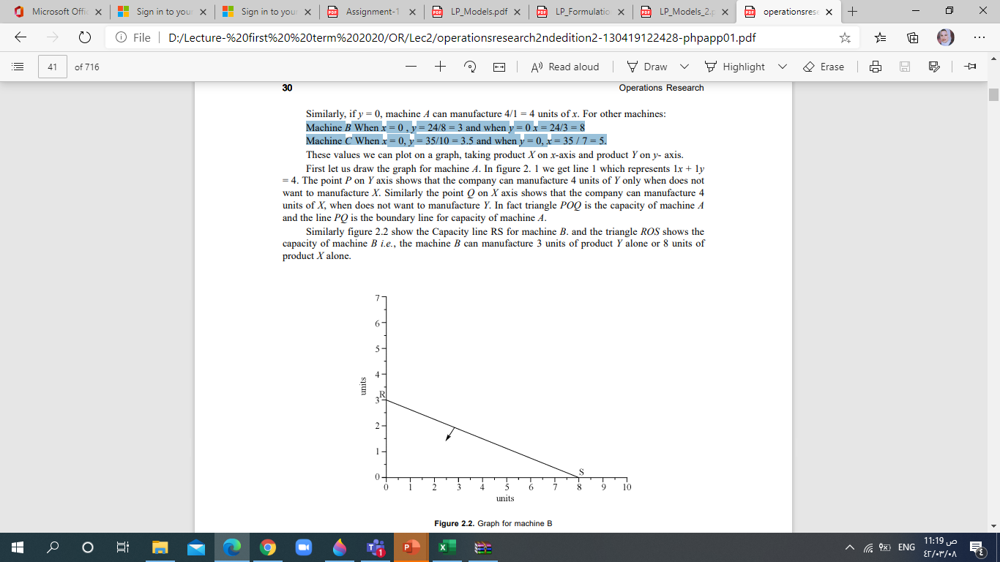 Microsoft Offi
Sign in to your
Sign in to your
Assignment-1
LP_Models.pdf
LP_Formulatio
LP_Models_2.p
operationsrese
File
D:/Lecture-%20first%20%20term%202020/OR/Lec2/operationsresearch2ndedition2-130419122428-phpapp01.pdf
41 of 716
Read aloud
Draw
Highlight
Erase
30
Operations Research
Similarly, if y = 0, machine A can manufacture 4/1 = 4 units of x. For other machines:
Machine B When x = 0 , y = 24/8 = 3 and when y = 0 x = 24/3 = 8
Machine C When x = 0, y = 35/10 = 3.5 and when y = 0, x = 35 / 7 = 5.
These values we can plot on a graph, taking product X on x-axis and product Y on y- axis.
First let us draw the graph for machine A. In figure 2. 1 we get line 1 which represents 1x + 1y
= 4. The point P on Y axis shows that the company can manufacture 4 units of Y only when does not
want to manufacture X. Similarly the point Q on X axis shows that the company can manufacture 4
units of X, when does not want to manufacture Y. In fact triangle POQ is the capacity of machine A
and the line PQ is the boundary line for capacity of machine A.
Similarly figure 2.2 show the Capacity line RS for machine B. and the triangle ROS shows the
capacity of machine B i.e., the machine B can manufacture 3 units of product Y alone or 8 units of
product X alone.
7
6
5
4
units
R
3
2
1
0
S
0 1 2 3 4 5 6 7 8 9 10
units
Figure 2.2. Graph for machine B
ENG
11:19 ص
٤٢/٠٣/٠٨